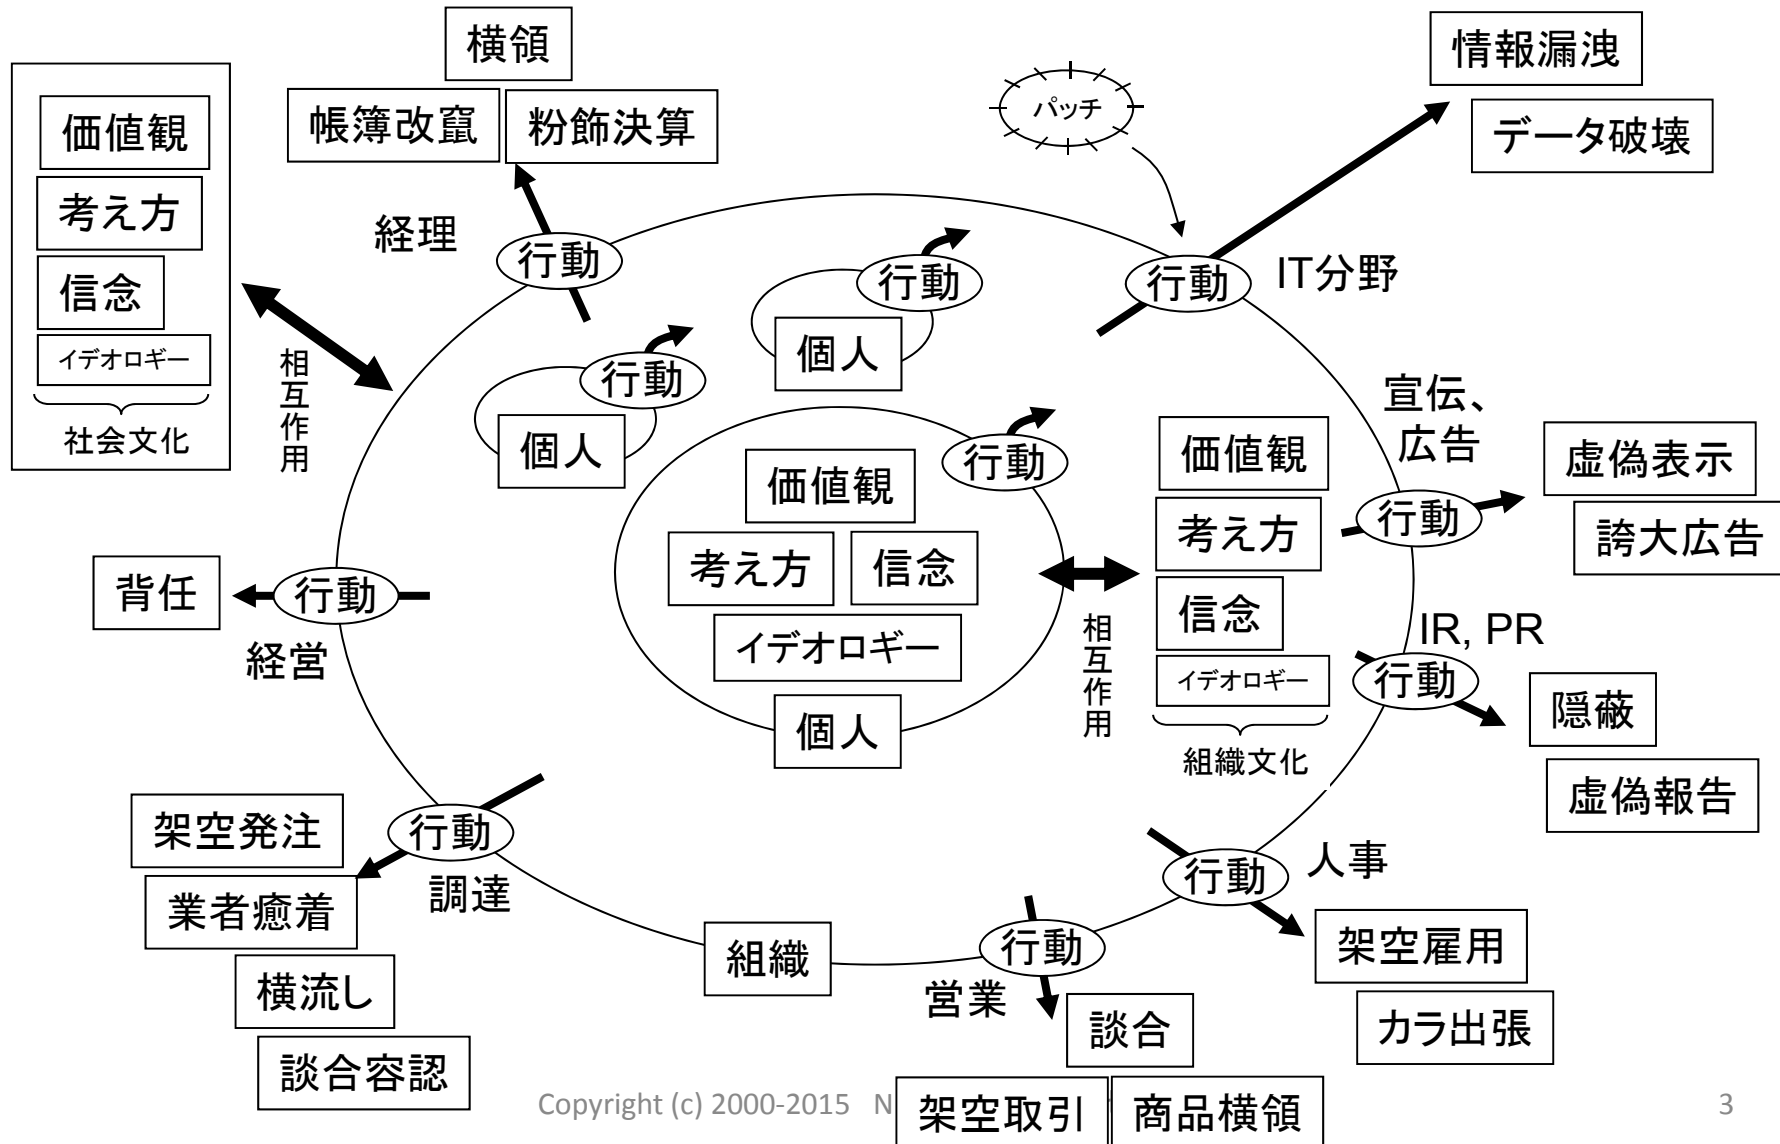 横領
情報漏洩
パッチ
帳簿改竄
粉飾決算
データ破壊
価値観
考え方
信念
イデオロギー
社会文化
相互作用
経理
行動
行動
個人
行動
個人
行動
IT分野
宣伝、
広告
行動
虚偽表示
誇大広告
価値観
考え方
信念
イデオロギー
個人
行動
相互作用
価値観
考え方
信念
イデオロギー
組織文化
IR, PR
行動
隠蔽
虚偽報告
背任
行動
経営
架空発注
行動
業者癒着
調達
横流し
談合容認
組織
行動
営業
談合
架空取引
商品横領
行動
人事
架空雇用
カラ出張
Copyright (c) 2000-2015
3